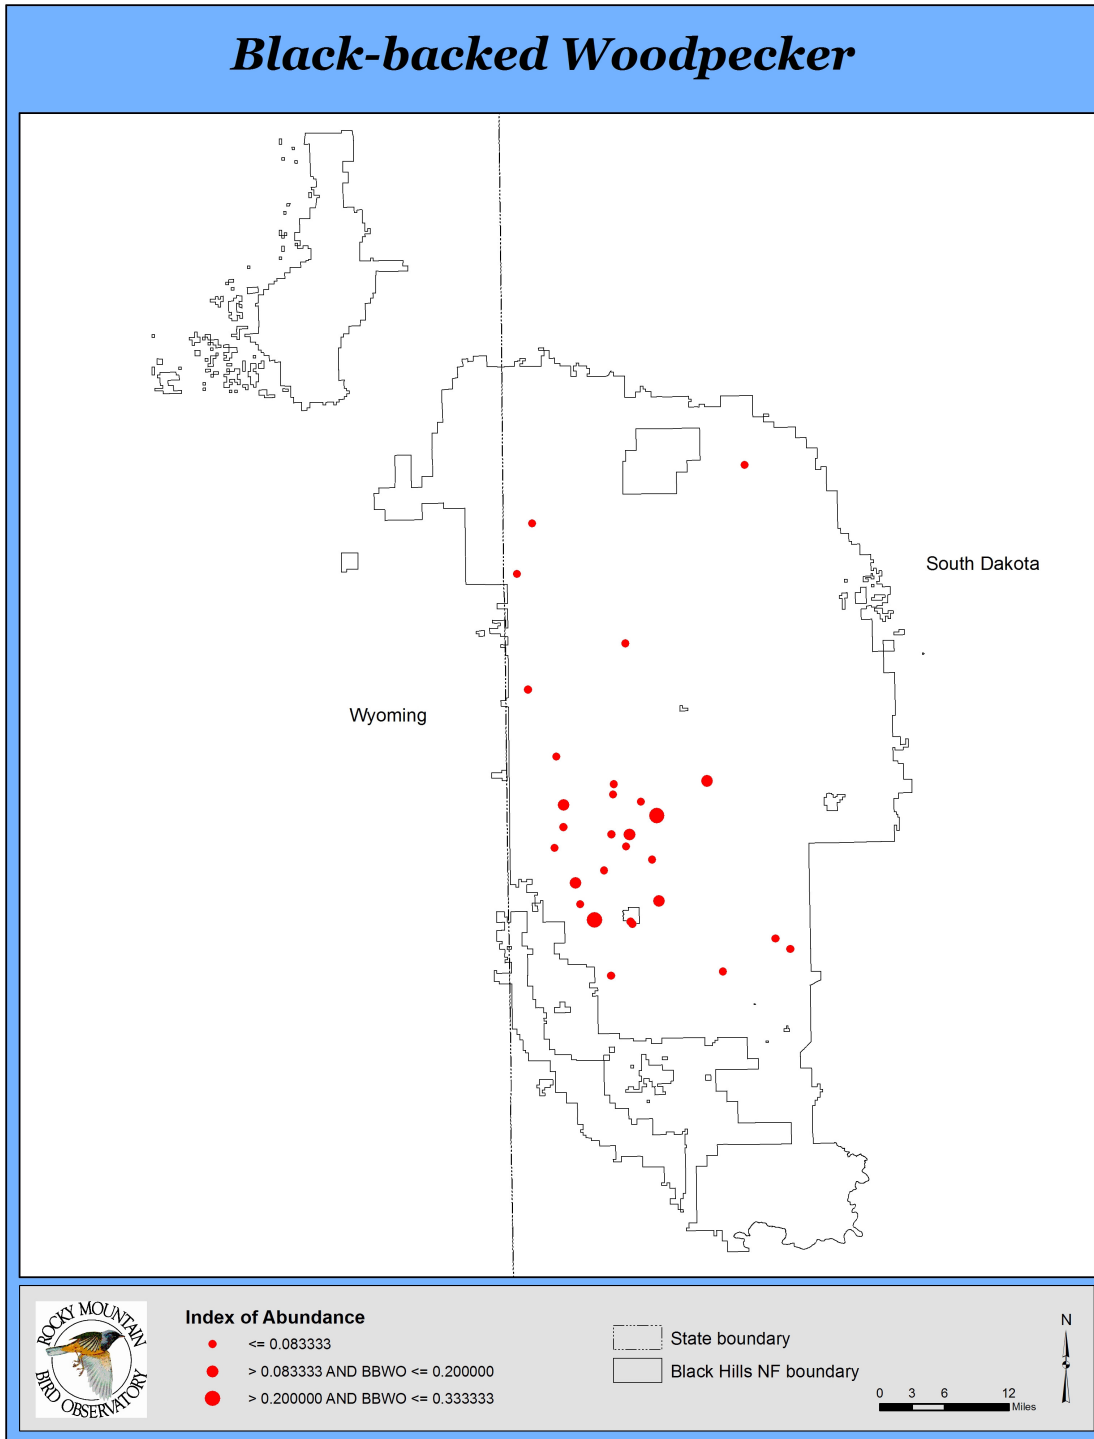 Black-backed Woodpecker
South Dakota
Wyoming
ROCKY MOUNTAIN
BIRD OBSERVATORY
Index of Abundance
<= 0.083333
> 0.083333 AND BBWO <= 0.200000
> 0.200000 AND BBWO <= 0.333333
State boundary
Black Hills NF boundary
N
0 3 6 12
Miles